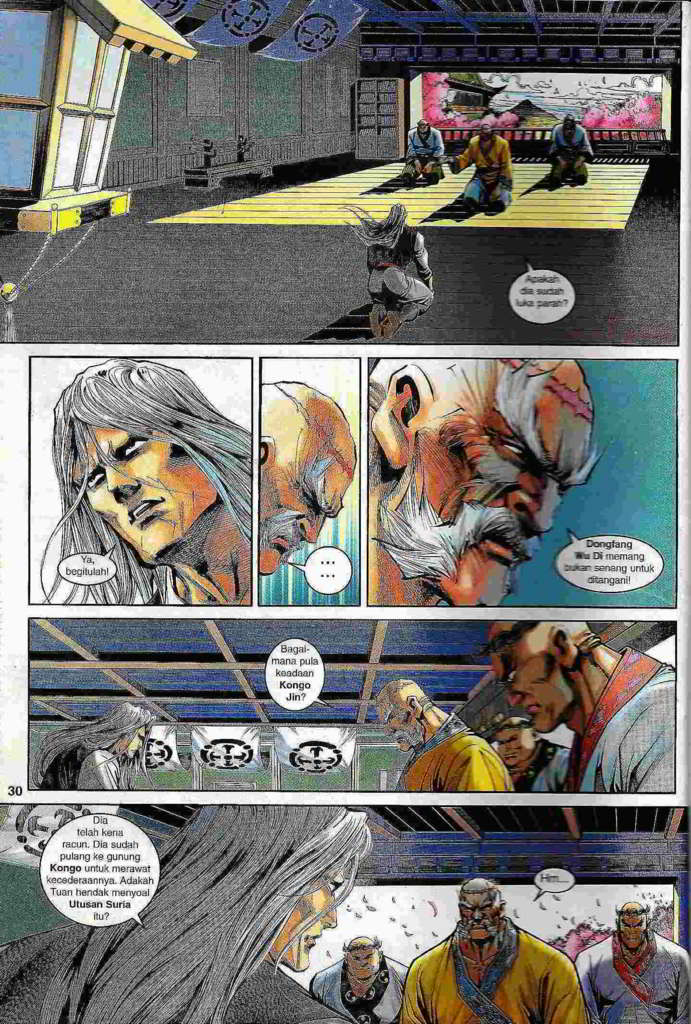 Apakah
dia sudah
luka parah?
Ya,
begitulah!
...
...
Dongfang
Wu Di memang
bukan senang untuk
ditangani!
Bagai-
mana pula
keadaan
Kongo
Jin?
30
Dia
telah kena
racun. Dia sudah
pulang ke gunung
Kongo untuk merawat
kecederaannya. Adakah
Tuan hendak menyoal
Utusan Suria
itu?
Him...